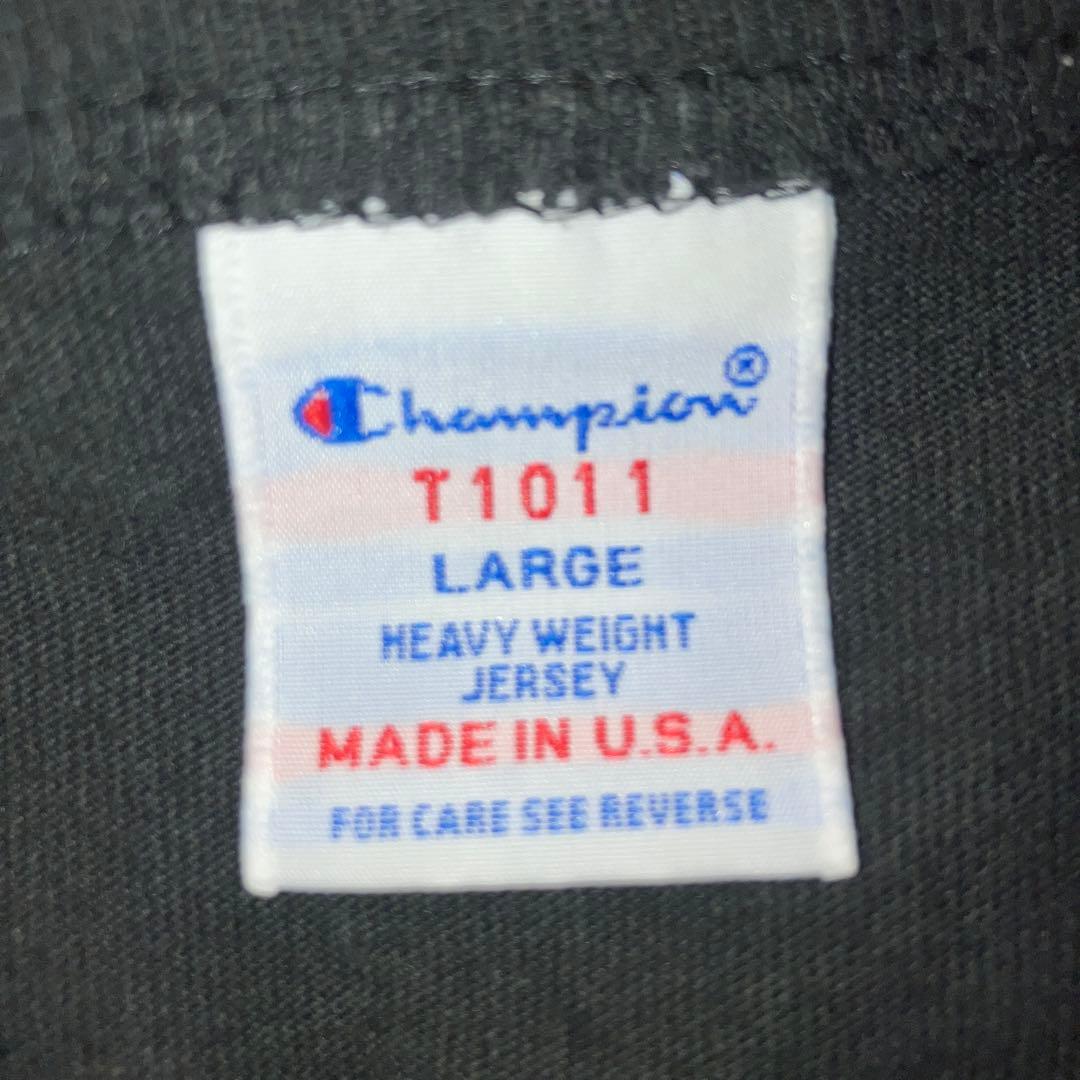 Champion®
T1011
LARGE
HEAVY WEIGHT
JERSEY
MADE IN U.S.A.
FOR CARE SEE REVERSE